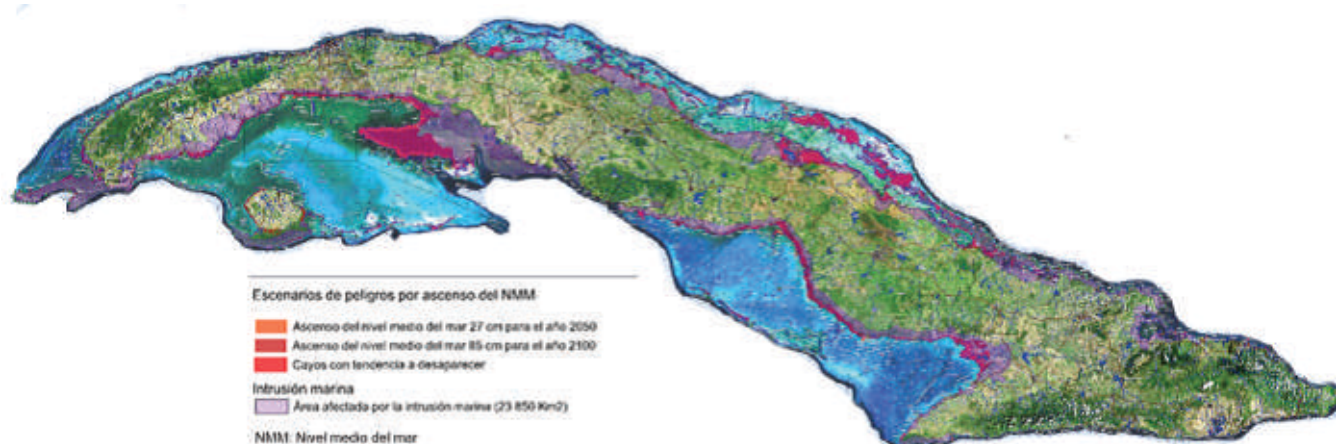 Escenarios de peligros por ascenso del NMM
Ascenso del nivel medio del mar 27 cm para el año 2050
Ascenso del nivel medio del mar 85 cm para el año 2100
Cayos con tendencia a desaparecer
Intrusión marina
Área afectada por la intrusión marina (23 850 Km2)
NMM: Nivel medio del mar